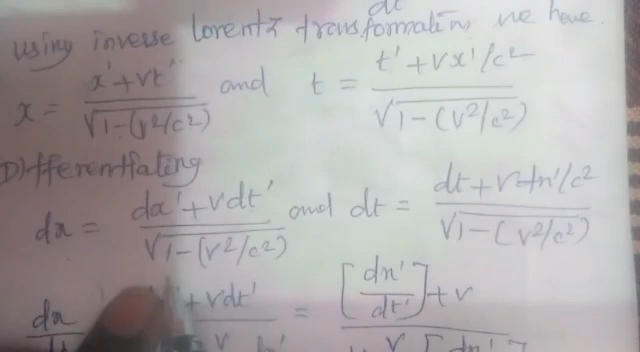 dt
using inverse Lorentz transformation, we have.
x = x' + vt' / √1-(v²/c²) and t = t' + vx'/c² / √1-(v²/c²)
Differentiating
dx = dx' + vdt' / √1-(v²/c²) and dt = dt + vdx'/c² / √1-(v²/c²)
dx + vdt' = [dx'/dt'] + v